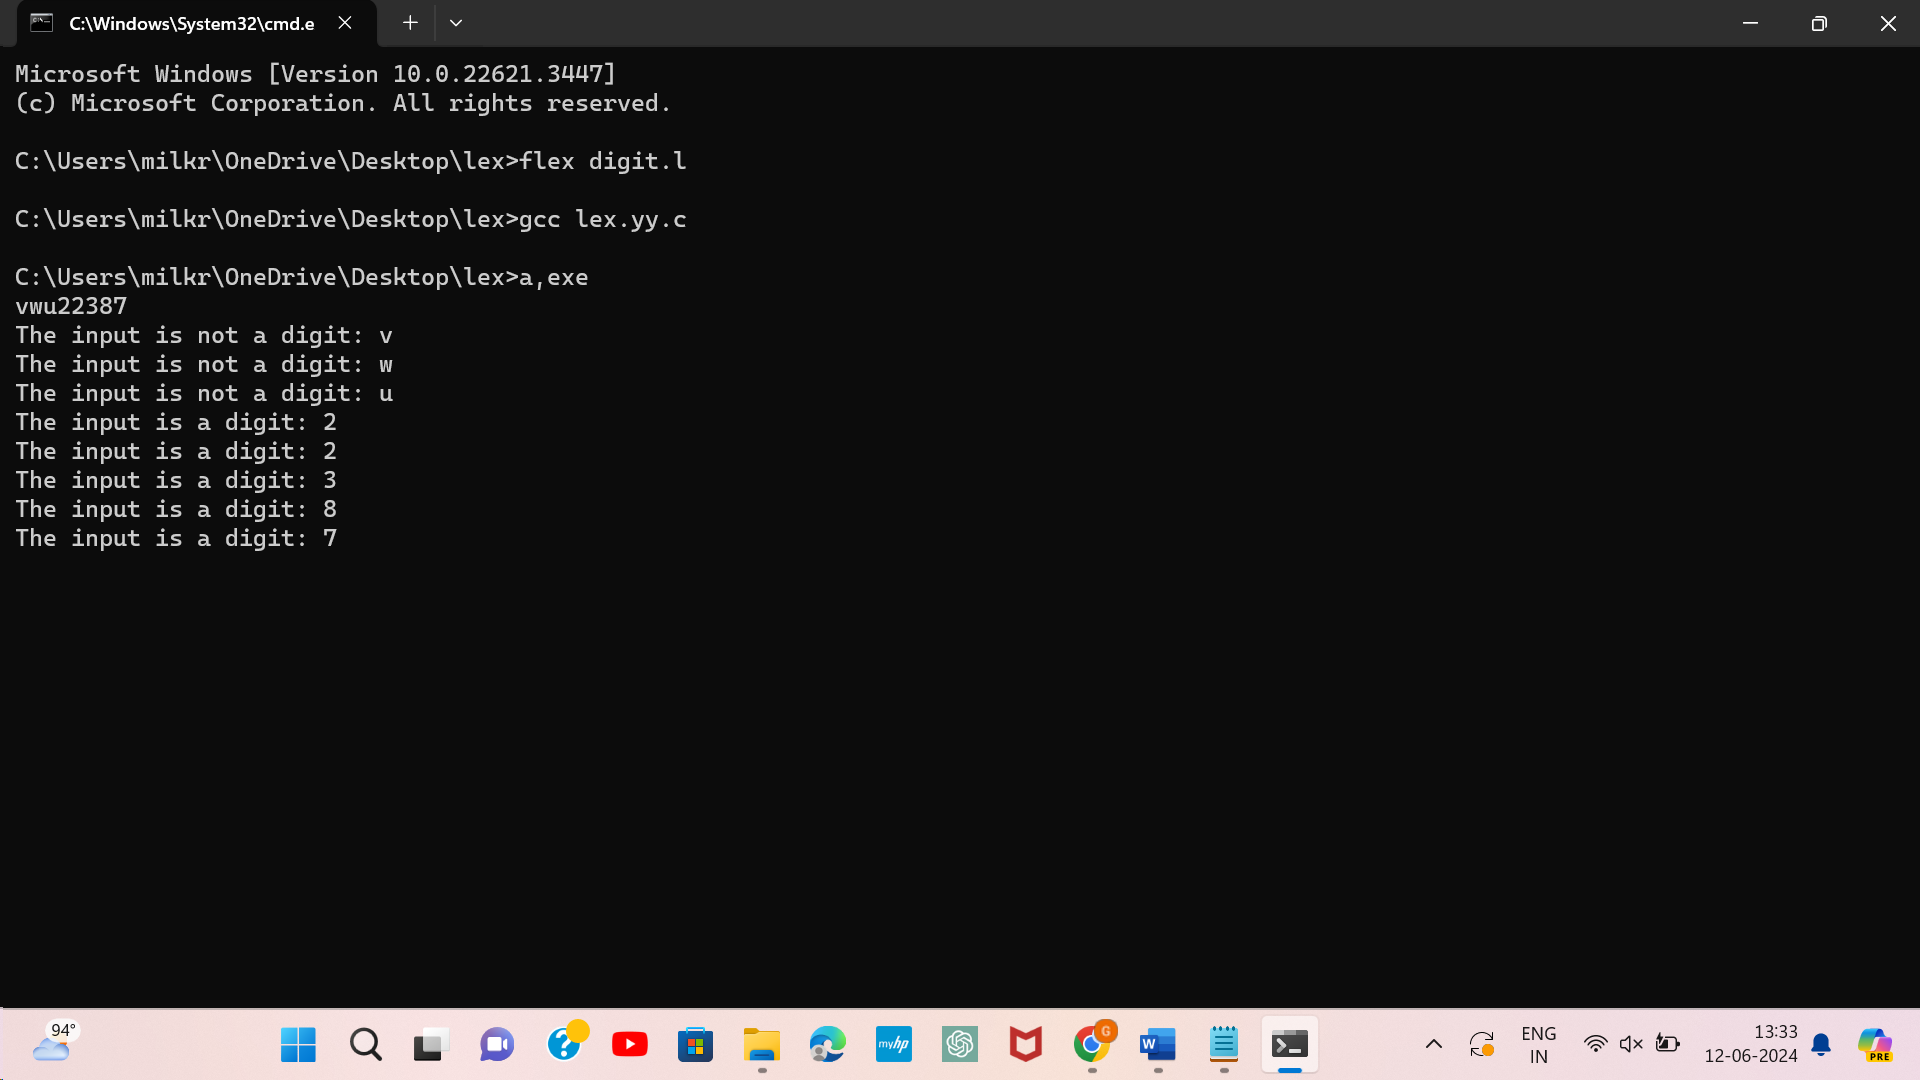 C:\Windows\System32\cmd.e
Microsoft Windows [Version 10.0.22621.3447]
(c) Microsoft Corporation. All rights reserved.
C:\Users\milkr\OneDrive\Desktop\lex>flex digit.l
C:\Users\milkr\OneDrive\Desktop\lex>gcc lex.yy.c
C:\Users\milkr\OneDrive\Desktop\lex>a,exe
vwu22387
The input is not a digit: v
The input is not a digit: w
The input is not a digit: u
The input is a digit: 2
The input is a digit: 2
The input is a digit: 3
The input is a digit: 8
The input is a digit: 7
94°
myhp
G
W
ENG
IN
13:33
12-06-2024
PRE